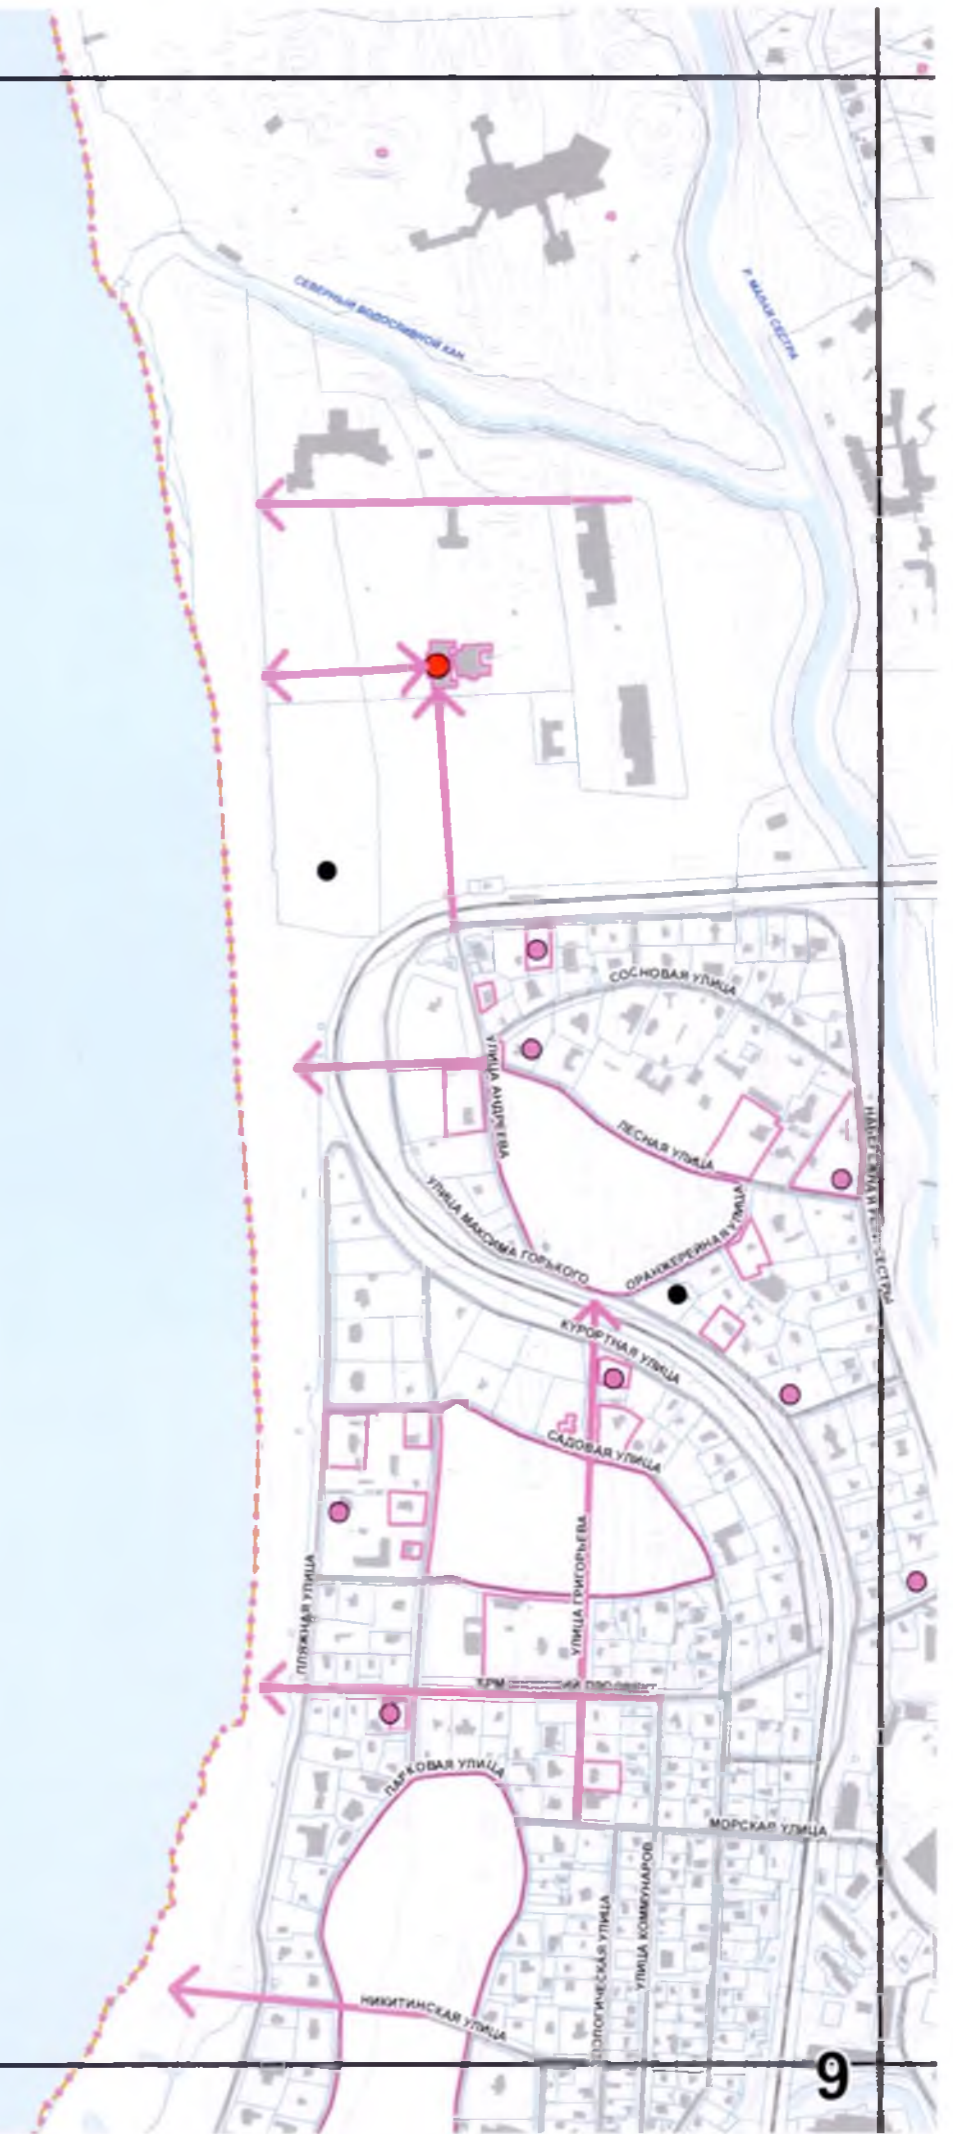 СЕВЕРНЫЙ ВОДОСЛИВНОЙ КАН.
Р. МАЛАЯ СЕСТРА
СОСНОВАЯ УЛИЦА
УЛИЦА АНДРЕЕВА
ЛЕСНАЯ УЛИЦА
УЛИЦА МАКСИМА ГОРЬКОГО
ОРАНЖЕРЕЙНАЯ УЛИЦА
КУРОРТНАЯ УЛИЦА
САДОВАЯ УЛИЦА
УЛИЦА ГРИГОРЬЕВА
ПЛЯЖНАЯ УЛИЦА
ПАРКОВАЯ УЛИЦА
МОРСКАЯ УЛИЦА
УЛИЦА КОММУНАРОВ
УЛИЦА
НИКИТИНСКАЯ УЛИЦА
9